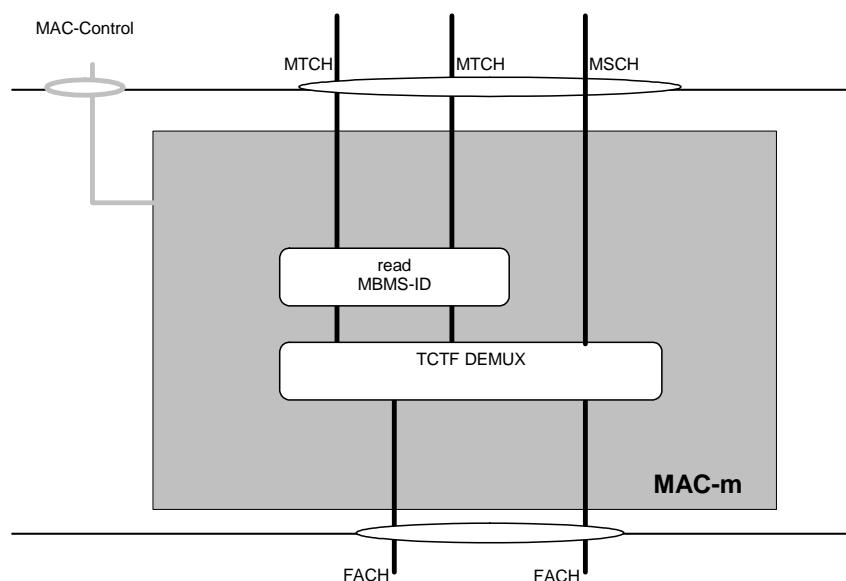 MAC-Control
MTCH
MTCH
MSCH
read
MBMS-ID
TCTF DEMUX
MAC-m
FACH
FACH